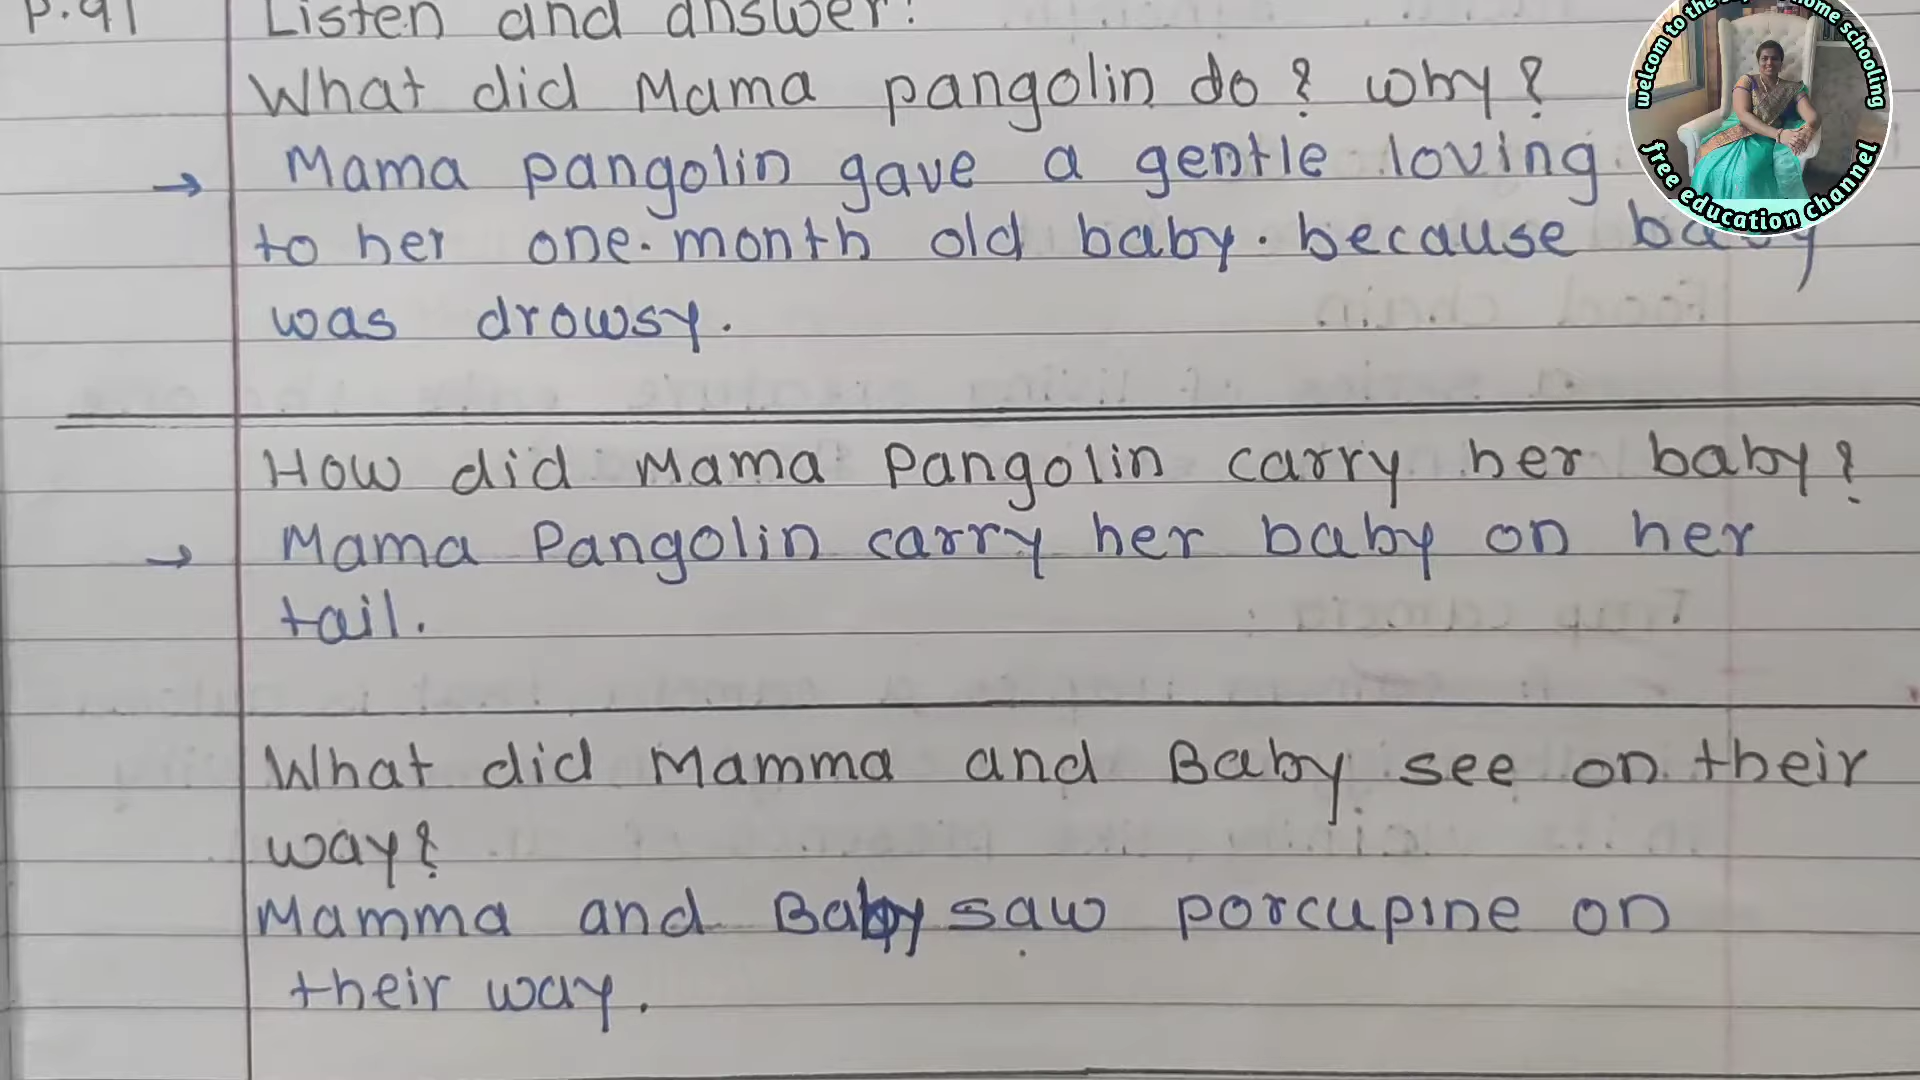 P.91 Listen and answer.
What did Mama pangolin do? why?
→ Mama pangolin gave a gentle loving
to her one-month old baby. because baby
was drowsy.
How did Mama Pangolin carry her baby?
→ Mama Pangolin carry her baby on her
tail.
What did Mamma and Baby see on their
way?
Mamma and Baby saw porcupine on
their way.
welcom to the home schooling
free education channel